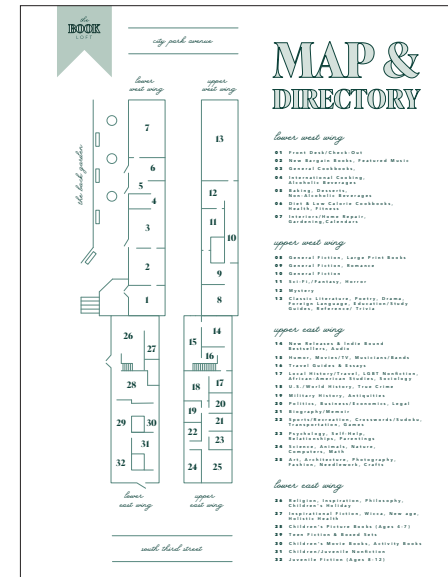 the
BOOK
LOFT
city park avenue
MAP &
DIRECTORY
lower
west wing
upper
west wing
the book garden
7
6
5
4
3
2
1
13
12
11
10
9
8
26
27
28
29
30
31
32
14
15
16
17
18
19
20
21
22
23
24
25
lower
east wing
upper
east wing
south third street
lower west wing
01 Front Desk/Check-Out
02 New Bargain Books, Featured Music
03 General Cookbooks,
04 International Cooking,
Alcoholic Beverages
05 Baking, Desserts,
Non-Alcoholic Beverages
06 Diet & Low Calorie Cookbooks,
Health, Fitness
07 Interiors/Home Repair,
Gardening,Calendars
upper west wing
08 General Fiction, Large Print Books
09 General Fiction, Romance
10 General Fiction
11 Sci-Fi,/Fantasy, Horror
12 Mystery
13 Classic Literature, Poetry, Drama,
Foreign Language, Education/Study
Guides, Reference/ Trivia
upper east wing
14 New Releases & Indie Bound
Bestsellers, Audio
15 Humor, Movies/TV, Musicians/Bands
16 Travel Guides & Essays
17 Local History/Travel, LGBT Nonfiction,
African-American Studies, Sociology
18 U.S./World History, True Crime
19 Military History, Antiquities
20 Politics, Business/Economics, Legal
21 Biography/Memoir
22 Sports/Recreation, Crosswords/Sudoku,
Transportation, Games
23 Psychology, Self-Help,
Relationships, Parentings
24 Science, Animals, Nature,
Computers, Math
25 Art, Architecture, Photography,
Fashion, Needlework, Crafts
lower east wing
26 Religion, Inspiration, Philosophy,
Children's Holiday
27 Inspirational Fiction, Wicca, New age,
Holistic Health
28 Children's Picture Books (Ages 4-7)
29 Teen Fiction & Boxed Sets
30 Children's Movie Books, Activity Books
31 Children/Juvenile Nonfiction
32 Juvenile Fiction (Ages 8-12)